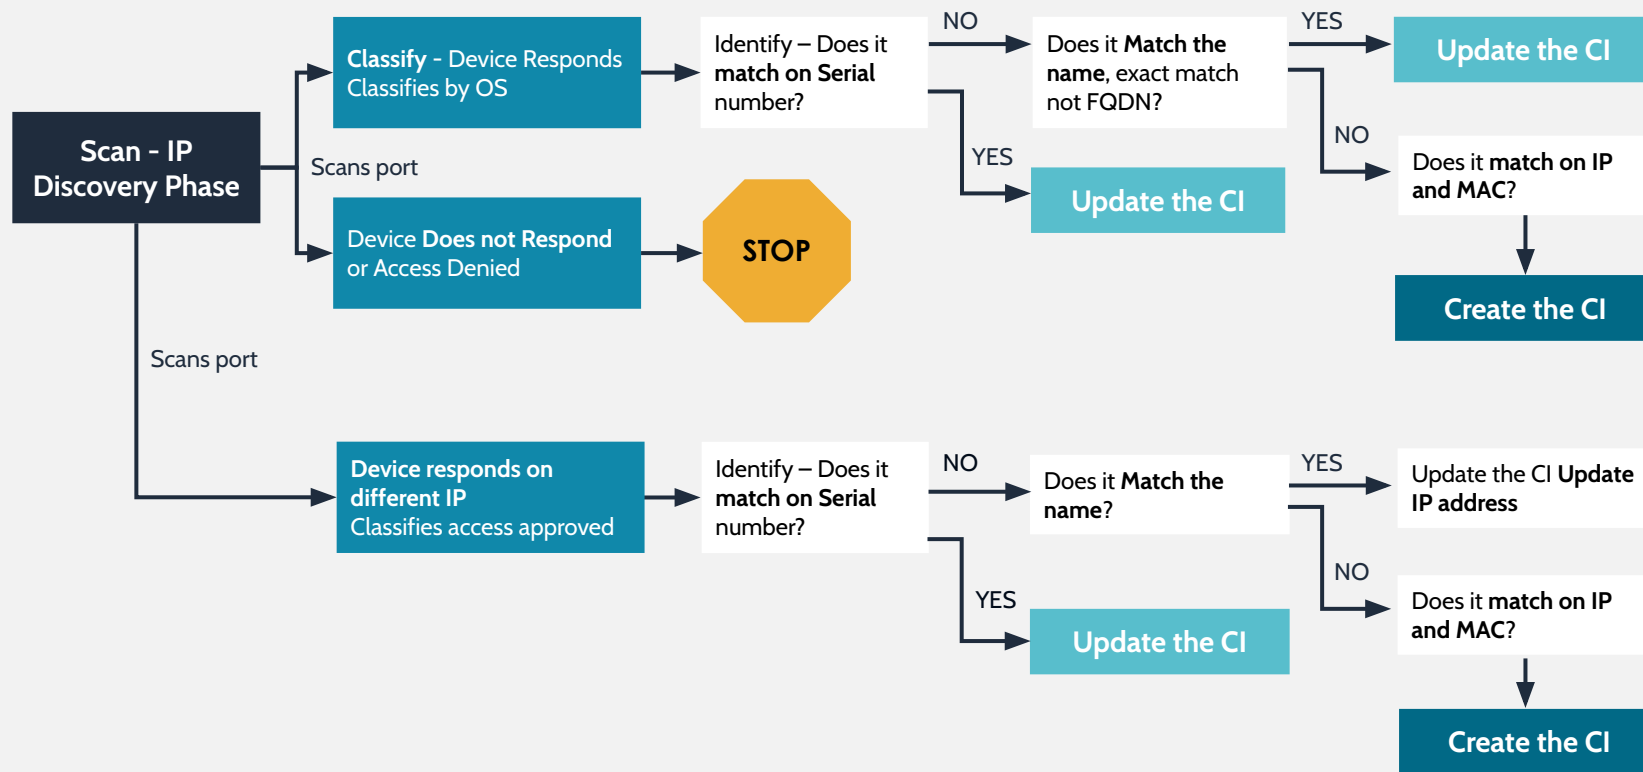 Scan - IP
Discovery Phase
Scans port
Classify - Device Responds
Classifies by OS
Identify – Does it
match on Serial
number?
NO
Does it Match the
name, exact match
not FQDN?
YES
Update the CI
NO
Does it match on IP
and MAC?
Create the CI
YES
Update the CI
Device Does not Respond
or Access Denied
STOP
Scans port
Device responds on
different IP
Classifies access approved
Identify – Does it
match on Serial
number?
NO
Does it Match the
name?
YES
Update the CI Update
IP address
NO
Does it match on IP
and MAC?
Create the CI
YES
Update the CI